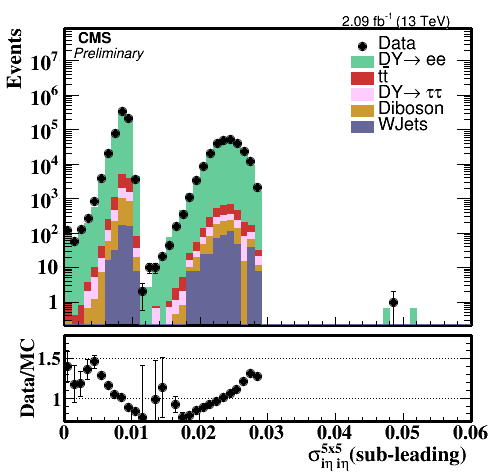 2.09 fb⁻¹ (13 TeV)
CMS
Preliminary
Events
Data
DY→ ee
tt̄
DY→ ττ
Diboson
WJets
10⁷
10⁶
10⁵
10⁴
10³
10²
10
1
Data/MC
1.5
1
0 0.01 0.02 0.03 0.04 0.05 0.06
σ⁵ˣ⁵iη iη (sub-leading)